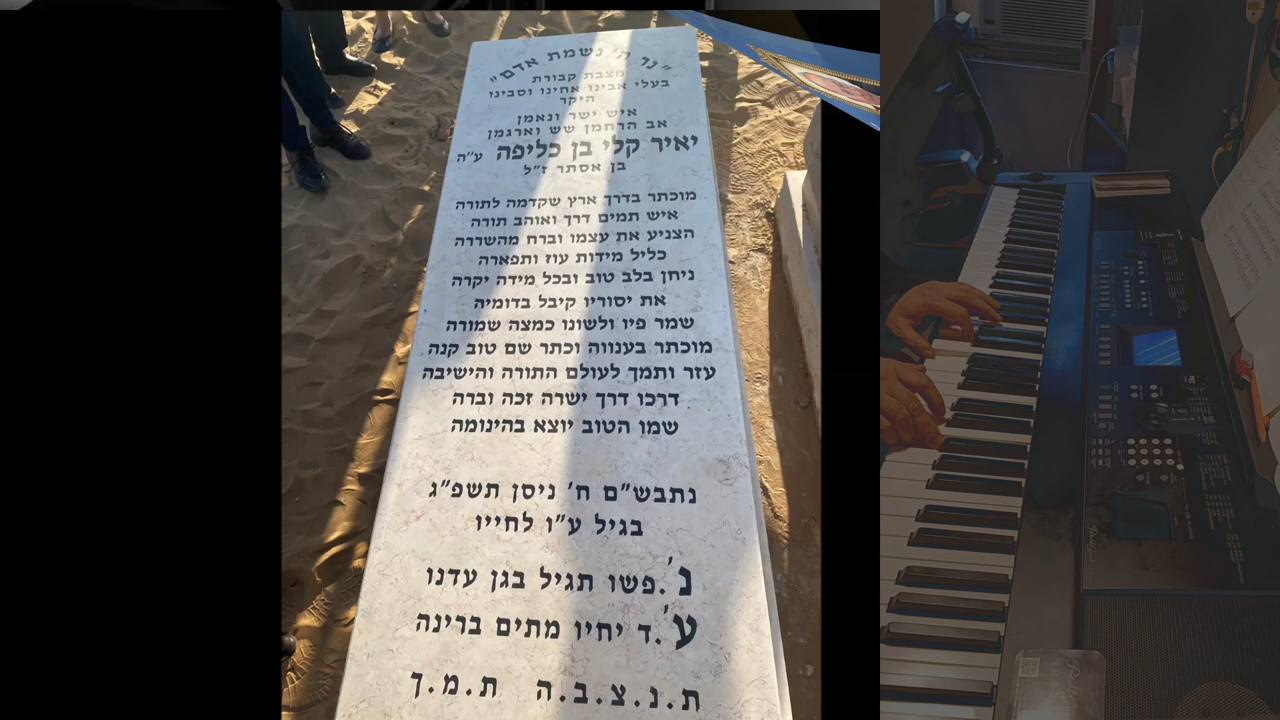 "נר ה' נשמת אדם"
מצבת קבורת
בעלי אבינו אחינו וסבינו
היקר
איש ישר ונאמן
אב הרחמן שש וארגמן
יאיר קלי בן כליפה ע״ה
בן אסתר ז״ל
מוכתר בדרך ארץ שקדמה לתורה
איש תמים דרך ואוהב תורה
הצניע את עצמו וברח מהשררה
כליל מידות עוז ותפארה
ניחן בלב טוב ובכל מידה יקרה
את יסוריו קיבל בדומיה
שמר פיו ולשונו כמצה שמורה
מוכתר בענווה וכתר שם טוב קנה
עזר ותמך לעולם התורה והישיבה
דרכו דרך ישרה זכה וברה
שמו הטוב יוצא בהינומה
נתבש״ם ח׳ ניסן תשפ״ג
בגיל ע״ו לחייו
נ.׳פשו תגיל בגן עדנו
ע.׳ד יחיו מתים ברינה
ת.נ.צ.ב.ה ת.מ.ך